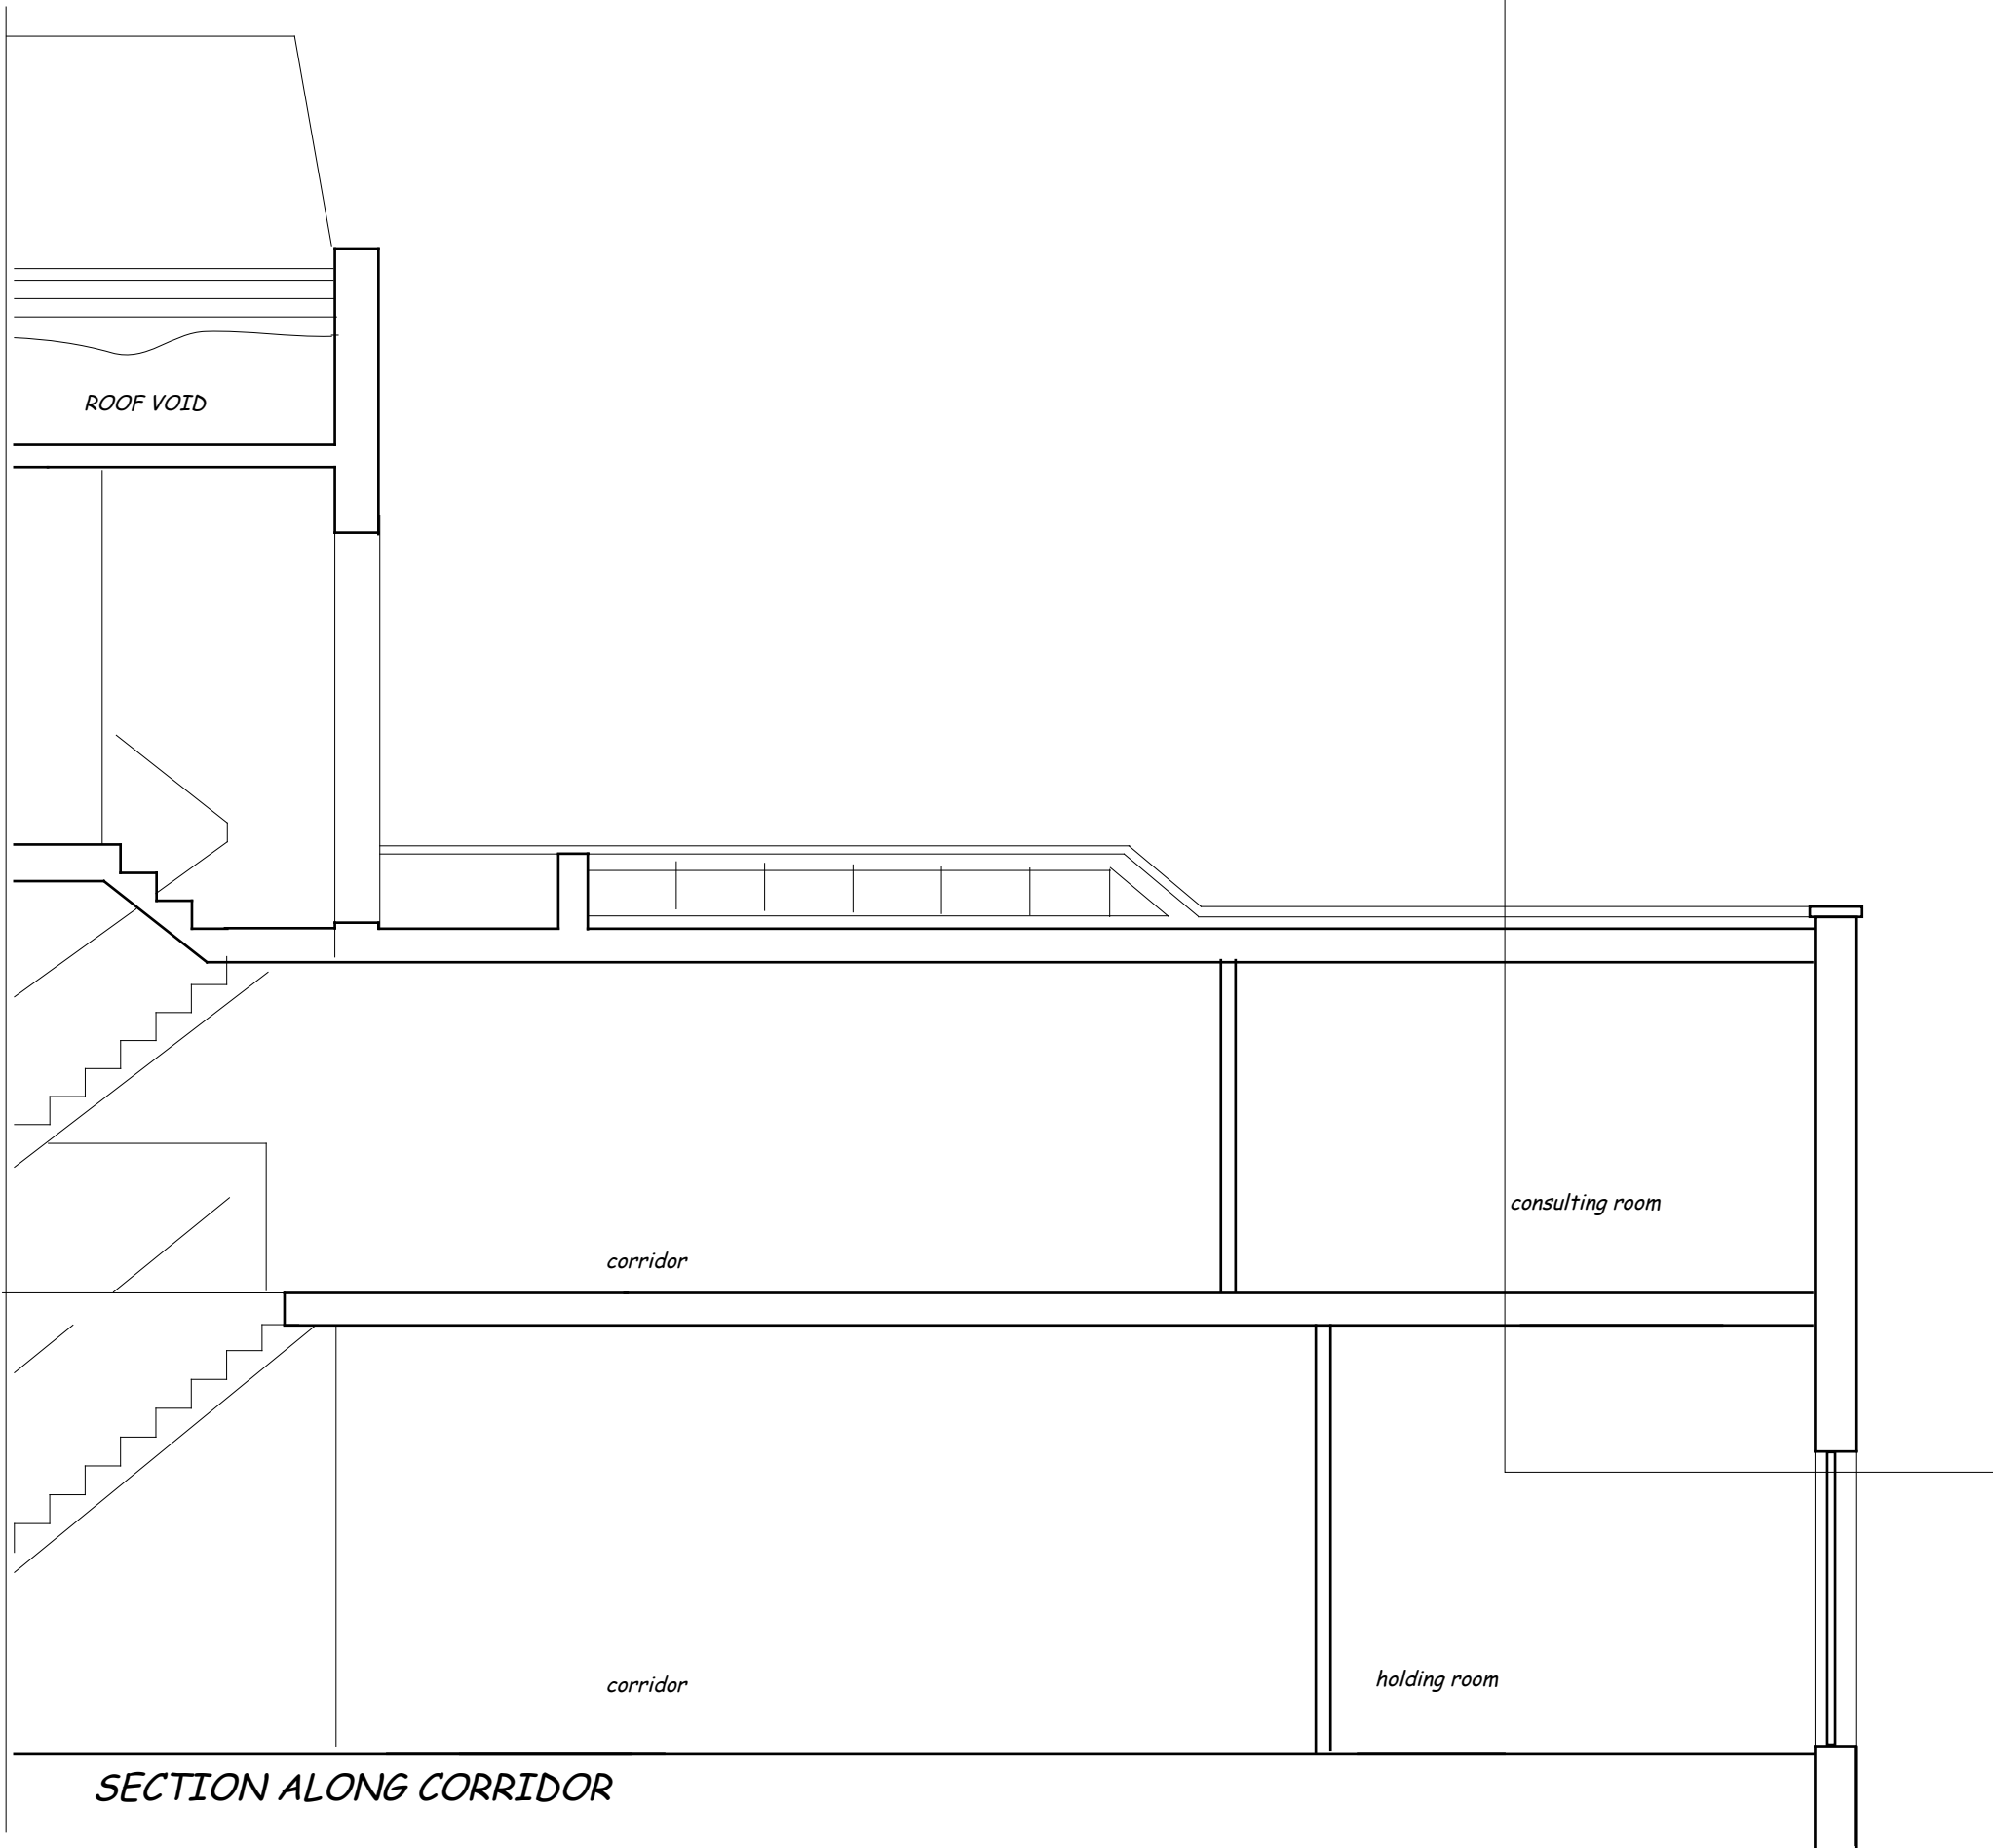 ROOF VOID
consulting room
corridor
holding room
corridor
SECTION ALONG CORRIDOR